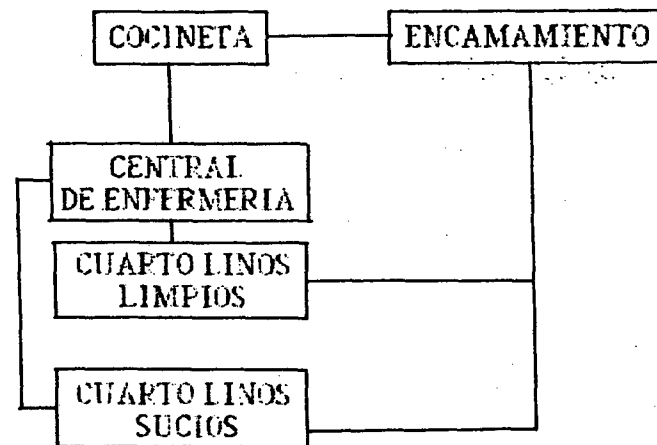 COCINETA
ENCAMAMIENTO
CENTRAL
DE ENFERMERIA
CUARTO LINOS
LIMPIOS
CUARTO LINOS
SUCIOS